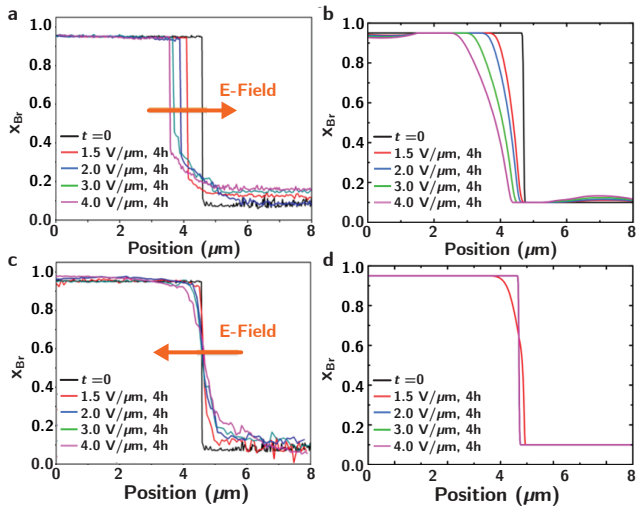 a
1.0
0.8
0.6
0.4
0.2
0.0
x_Br
E-Field
t=0
1.5 V/μm, 4h
2.0 V/μm, 4h
3.0 V/μm, 4h
4.0 V/μm, 4h
0 2 4 6 8
Position (μm)
b
1.0
0.8
0.6
0.4
0.2
0.0
x_Br
t=0
1.5 V/μm, 4h
2.0 V/μm, 4h
3.0 V/μm, 4h
4.0 V/μm, 4h
0 2 4 6 8
Position (μm)
c
1.0
0.8
0.6
0.4
0.2
0.0
x_Br
E-Field
t=0
1.5 V/μm, 4h
2.0 V/μm, 4h
3.0 V/μm, 4h
4.0 V/μm, 4h
0 2 4 6 8
Position (μm)
d
1.0
0.8
0.6
0.4
0.2
0.0
x_Br
t=0
1.5 V/μm, 4h
2.0 V/μm, 4h
3.0 V/μm, 4h
4.0 V/μm, 4h
0 2 4 6 8
Position (μm)